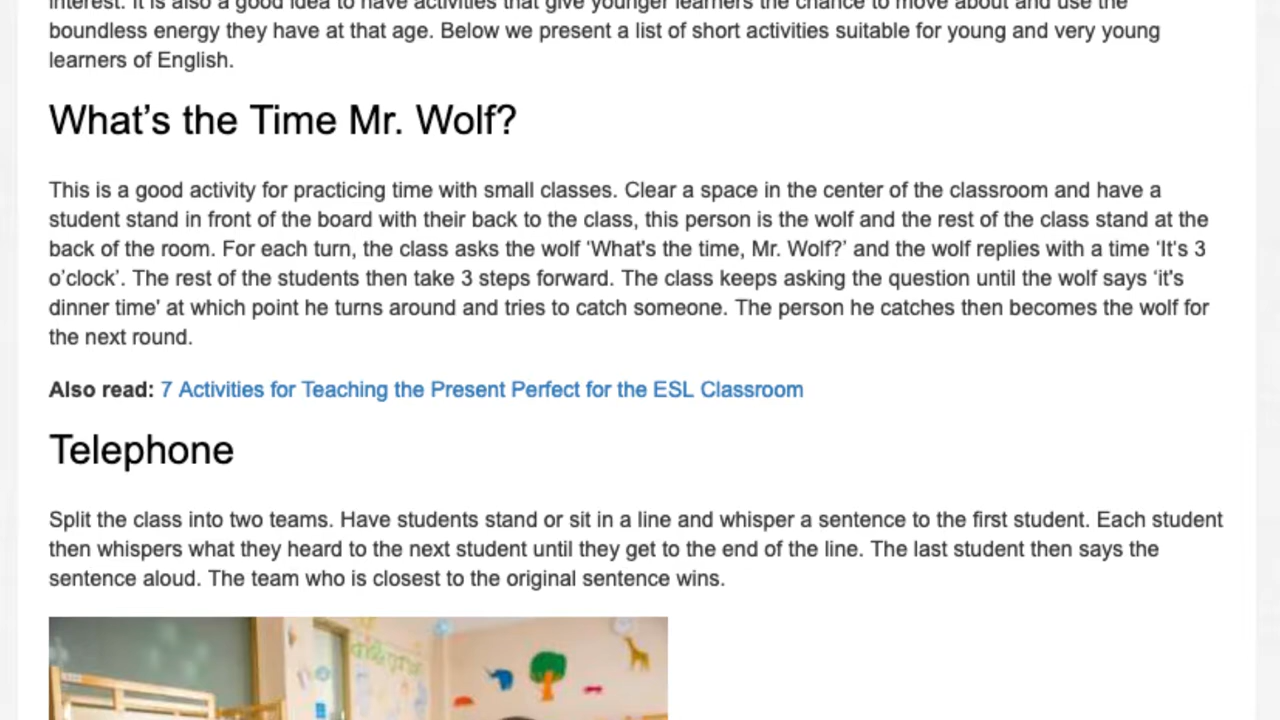 interest. It is also a good idea to have activities that give younger learners the chance to move about and use the
boundless energy they have at that age. Below we present a list of short activities suitable for young and very young
learners of English.
What’s the Time Mr. Wolf?
This is a good activity for practicing time with small classes. Clear a space in the center of the classroom and have a
student stand in front of the board with their back to the class, this person is the wolf and the rest of the class stand at the
back of the room. For each turn, the class asks the wolf ‘What's the time, Mr. Wolf?’ and the wolf replies with a time ‘It's 3
o’clock’. The rest of the students then take 3 steps forward. The class keeps asking the question until the wolf says ‘it's
dinner time' at which point he turns around and tries to catch someone. The person he catches then becomes the wolf for
the next round.
Also read: 7 Activities for Teaching the Present Perfect for the ESL Classroom
Telephone
Split the class into two teams. Have students stand or sit in a line and whisper a sentence to the first student. Each student
then whispers what they heard to the next student until they get to the end of the line. The last student then says the
sentence aloud. The team who is closest to the original sentence wins.